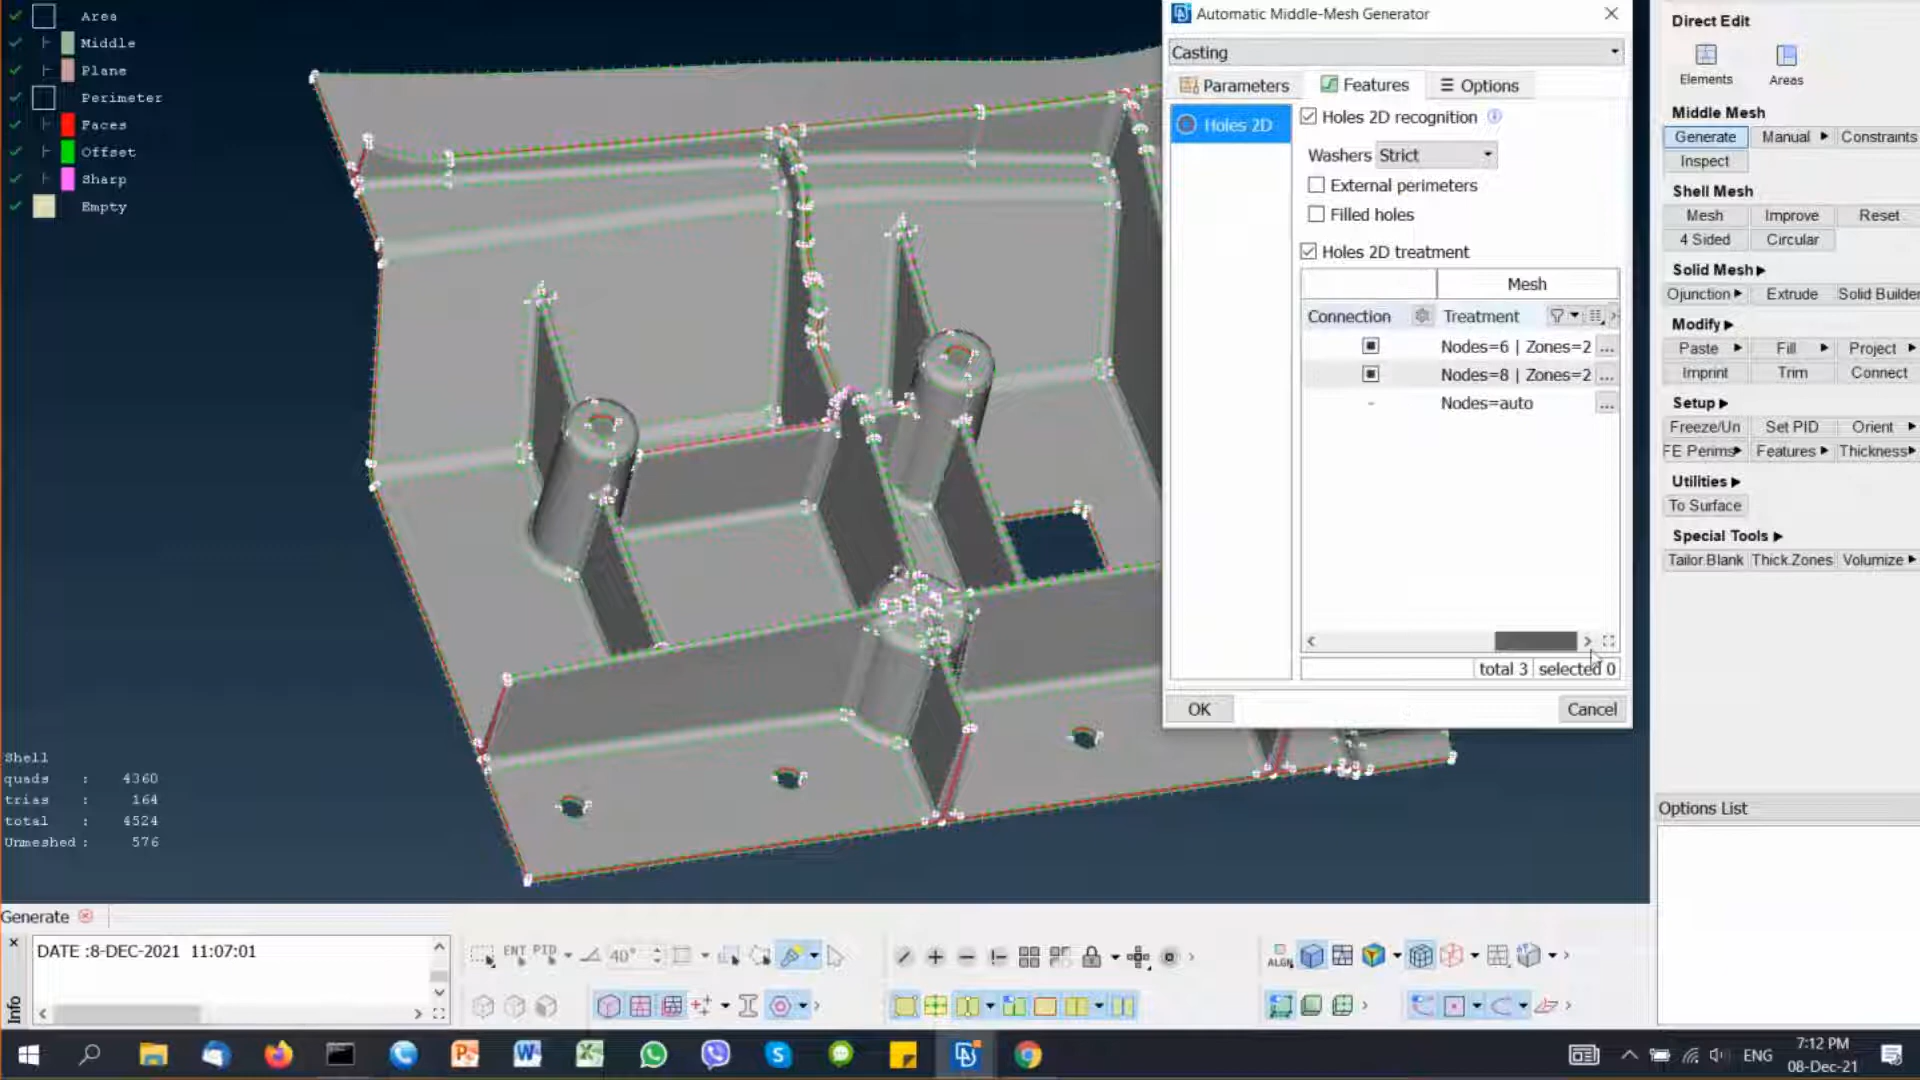 Area
Middle
Plane
Perimeter
Faces
Offset
Sharp
Empty
Shell
quads : 4360
trias : 164
total : 4524
Unmeshed : 576
Automatic Middle-Mesh Generator
Casting
Parameters Features Options
Holes 2D
Holes 2D recognition
Washers Strict
External perimeters
Filled holes
Holes 2D treatment
Mesh
Connection Treatment
Nodes=6 | Zones=2 ...
Nodes=8 | Zones=2 ...
- Nodes=auto ...
total 3 selected 0
OK Cancel
Direct Edit
Elements Areas
Middle Mesh
Generate Manual Constraints
Inspect
Shell Mesh
Mesh Improve Reset
4 Sided Circular
Solid Mesh
Ojunction Extrude Solid Builder
Modify
Paste Fill Project
Imprint Trim Connect
Setup
Freeze/Un Set PID Orient
FE Perims Features Thickness
Utilities
To Surface
Special Tools
Tailor.Blank Thick.Zones Volumize
Options List
Generate
Info
DATE :8-DEC-2021 11:07:01
ENT PID 40°
ALGN
ENG
7:12 PM
08-Dec-21